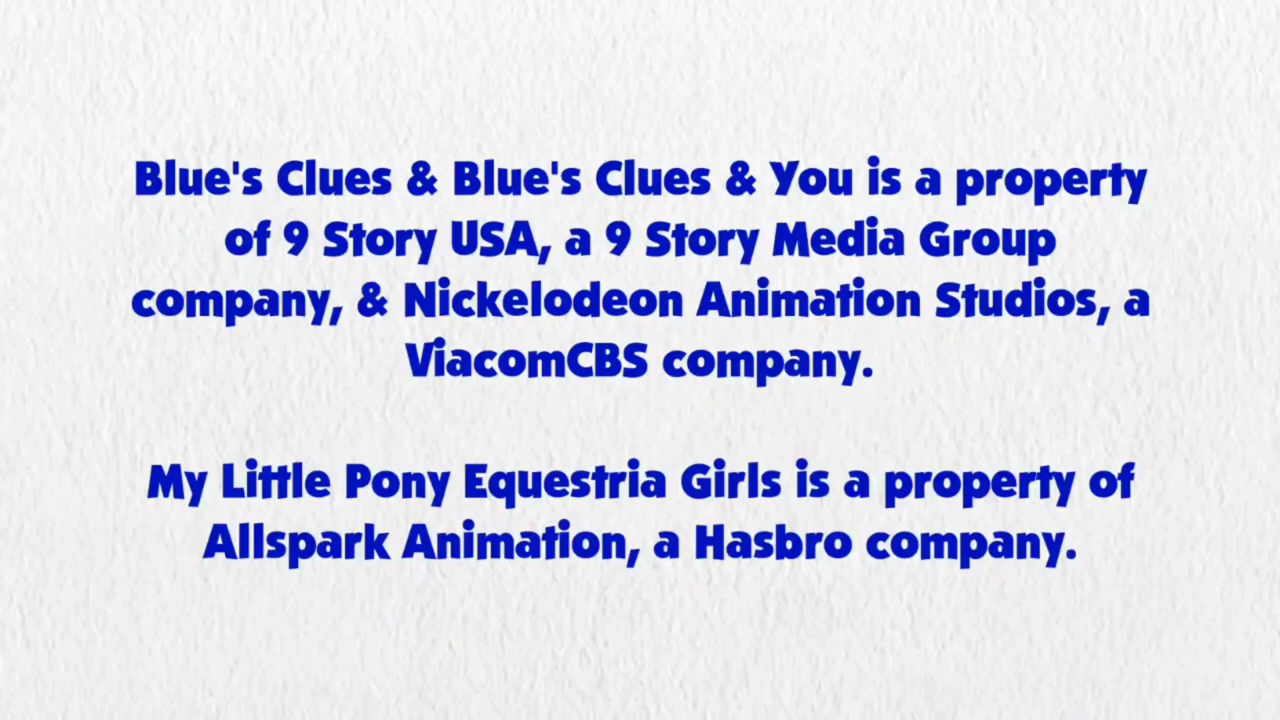 Blue's Clues & Blue's Clues & You is a property
of 9 Story USA, a 9 Story Media Group
company, & Nickelodeon Animation Studios, a
ViacomCBS company.
My Little Pony Equestria Girls is a property of
Allspark Animation, a Hasbro company.